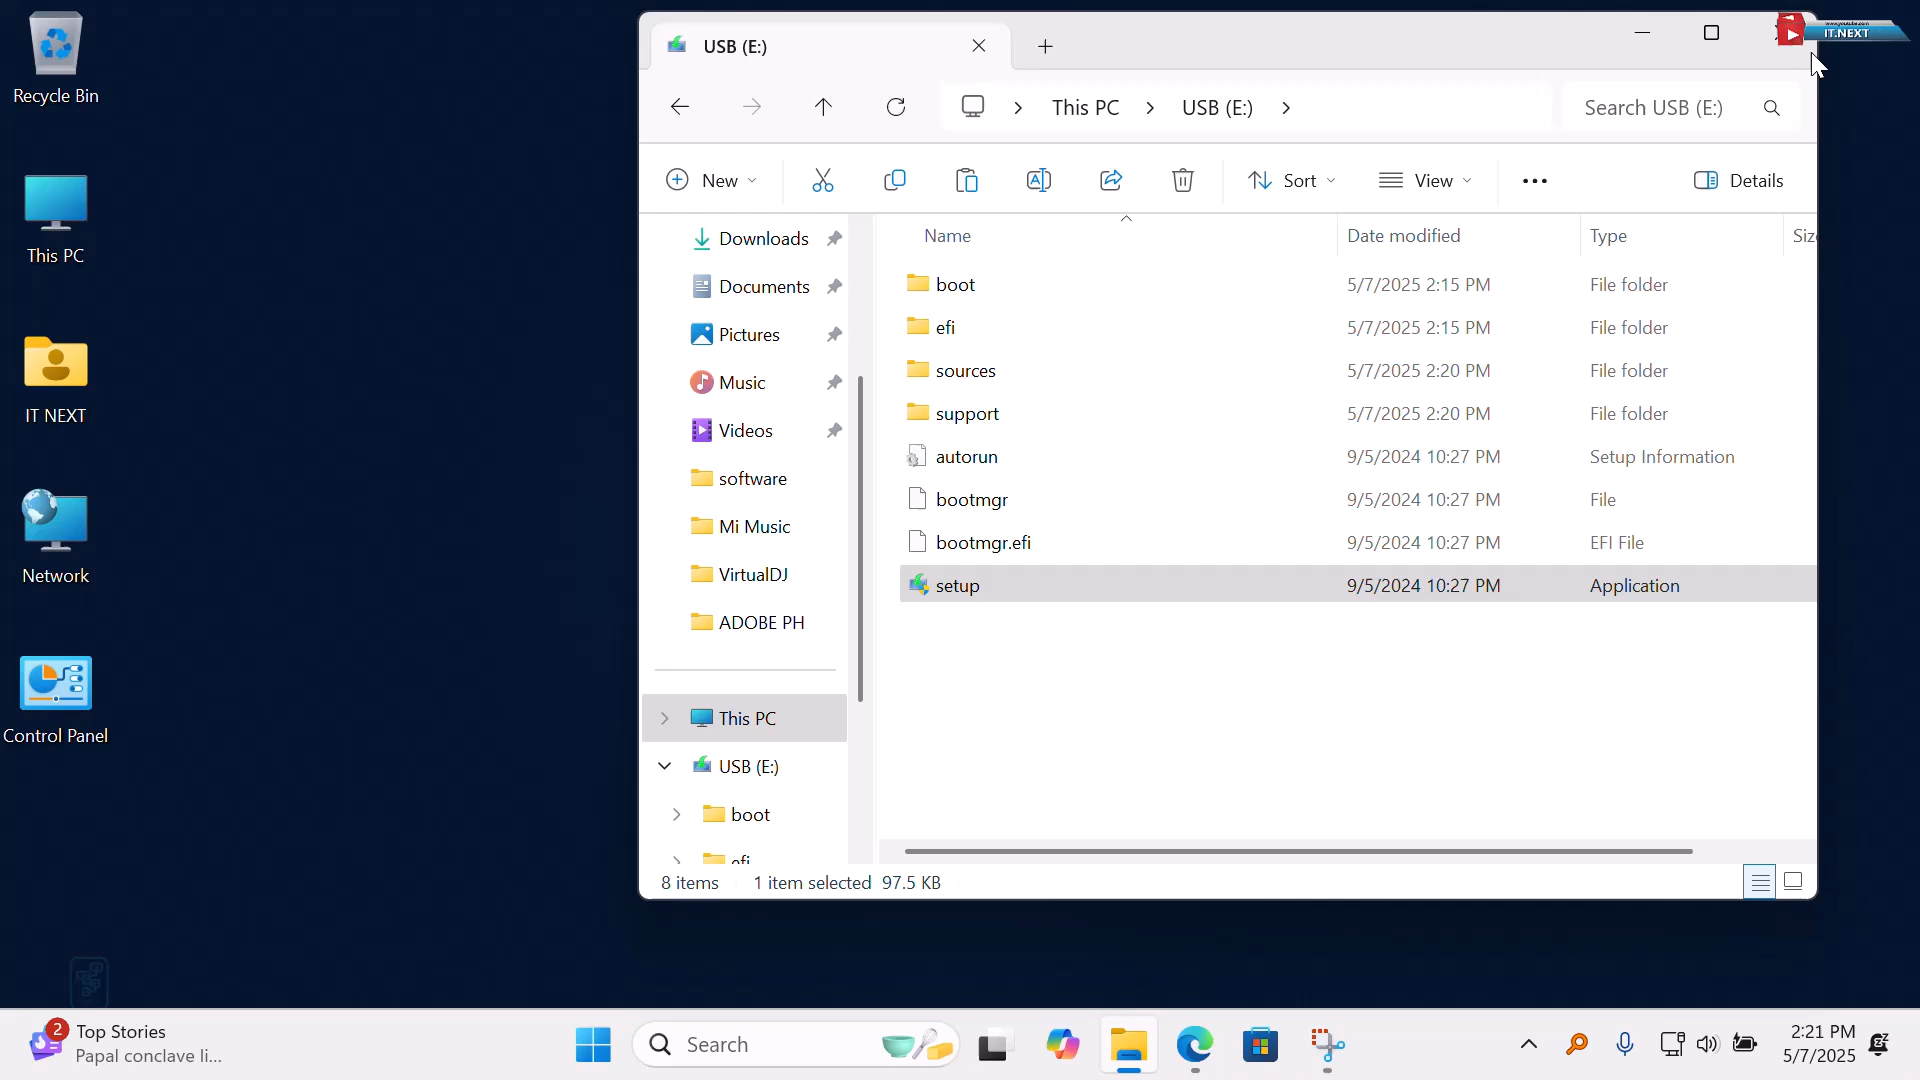 Recycle Bin
This PC
IT NEXT
Network
Control Panel
USB (E:)
www.youtube.com
IT.NEXT
This PC
USB (E:)
Search USB (E:)
New
Sort
View
Details
Downloads
Documents
Pictures
Music
Videos
software
Mi Music
VirtualDJ
ADOBE PH
This PC
USB (E:)
boot
efi
Name Date modified Type Siz
boot 5/7/2025 2:15 PM File folder
efi 5/7/2025 2:15 PM File folder
sources 5/7/2025 2:20 PM File folder
support 5/7/2025 2:20 PM File folder
autorun 9/5/2024 10:27 PM Setup Information
bootmgr 9/5/2024 10:27 PM File
bootmgr.efi 9/5/2024 10:27 PM EFI File
setup 9/5/2024 10:27 PM Application
8 items 1 item selected 97.5 KB
2
Top Stories
Papal conclave li...
Search
2:21 PM
5/7/2025